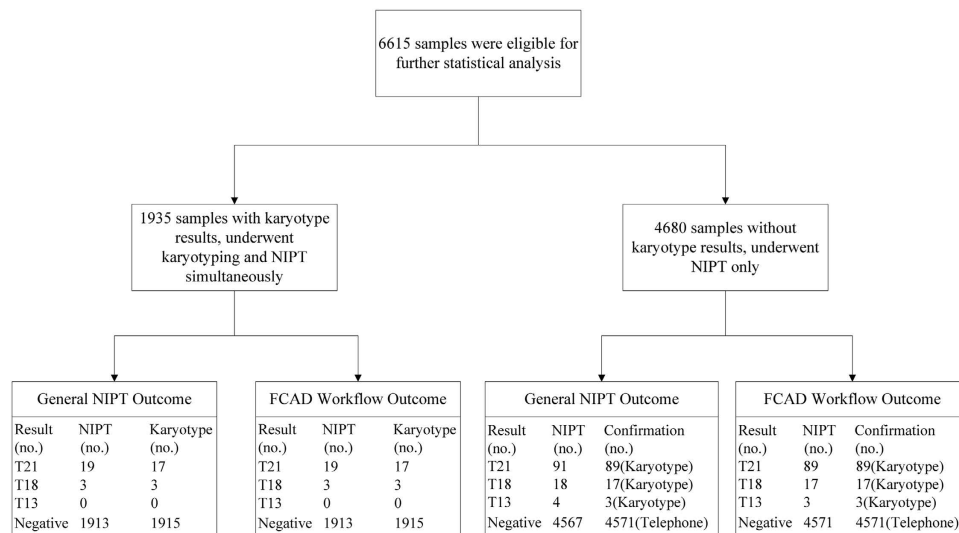 6615 samples were eligible for
further statistical analysis
1935 samples with karyotype
results, underwent
karyotyping and NIPT
simultaneously
4680 samples without
karyotype results, underwent
NIPT only
General NIPT Outcome
Result NIPT Karyotype
(no.) (no.) (no.)
T21 19 17
T18 3 3
T13 0 0
Negative 1913 1915
FCAD Workflow Outcome
Result NIPT Karyotype
(no.) (no.) (no.)
T21 19 17
T18 3 3
T13 0 0
Negative 1913 1915
General NIPT Outcome
Result NIPT Confirmation
(no.) (no.) (no.)
T21 91 89(Karyotype)
T18 18 17(Karyotype)
T13 4 3(Karyotype)
Negative 4567 4571(Telephone)
FCAD Workflow Outcome
Result NIPT Confirmation
(no.) (no.) (no.)
T21 89 89(Karyotype)
T18 17 17(Karyotype)
T13 3 3(Karyotype)
Negative 4571 4571(Telephone)